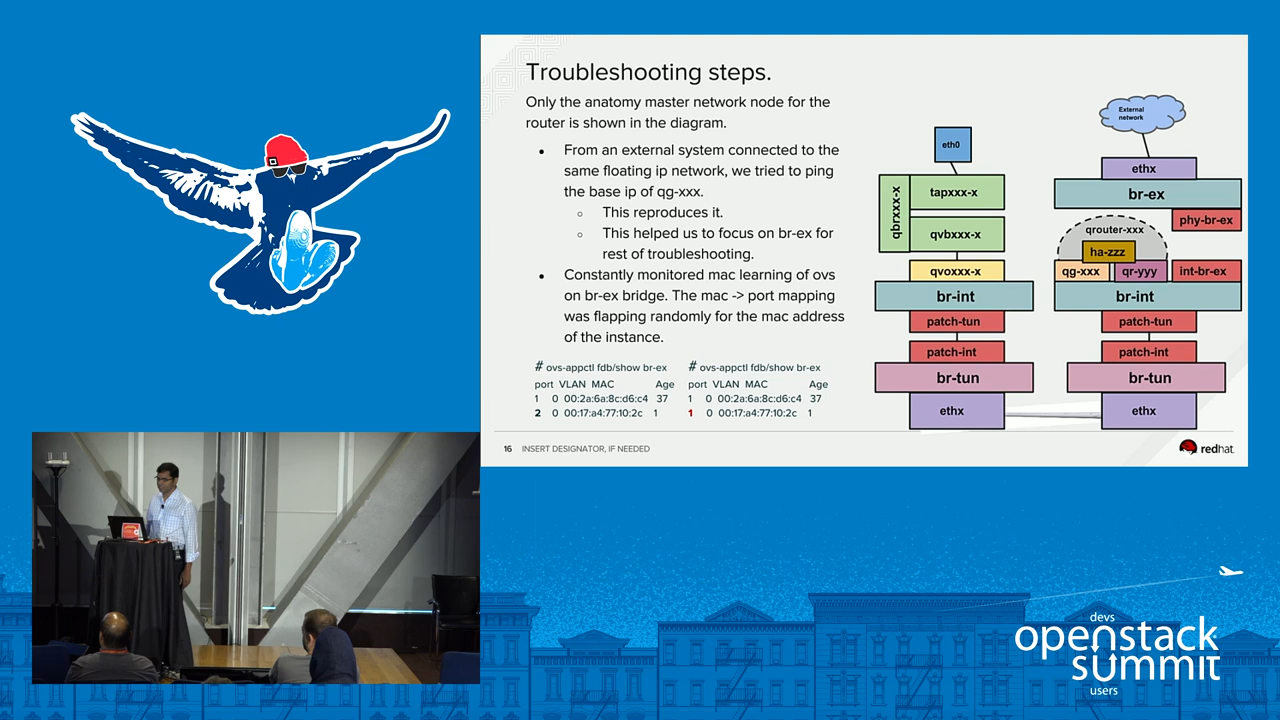 Troubleshooting steps.
Only the anatomy master network node for the
router is shown in the diagram.
• From an external system connected to the
same floating ip network, we tried to ping
the base ip of qg-xxx.
○ This reproduces it.
○ This helped us to focus on br-ex for
rest of troubleshooting.
• Constantly monitored mac learning of ovs
on br-ex bridge. The mac -> port mapping
was flapping randomly for the mac address
of the instance.
# ovs-appctl fdb/show br-ex
port VLAN MAC Age
1 0 00:2a:6a:8c:d6:c4 37
2 0 00:17:a4:77:10:2c 1
# ovs-appctl fdb/show br-ex
port VLAN MAC Age
1 0 00:2a:6a:8c:d6:c4 37
1 0 00:17:a4:77:10:2c 1
eth0
qbrxxx-x
tapxxx-x
qvbxxx-x
qvoxxx-x
br-int
patch-tun
patch-int
br-tun
ethx
External
network
ethx
br-ex
phy-br-ex
qrouter-xxx
ha-zzz
qg-xxx
qr-yyy
int-br-ex
br-int
patch-tun
patch-int
br-tun
ethx
16 INSERT DESIGNATOR, IF NEEDED
redhat
devs
openstack
summit
users